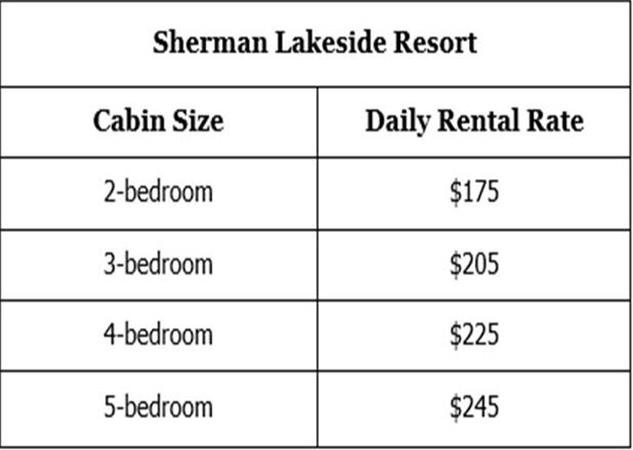 Sherman Lakeside Resort
Cabin Size Daily Rental Rate
2-bedroom $175
3-bedroom $205
4-bedroom $225
5-bedroom $245